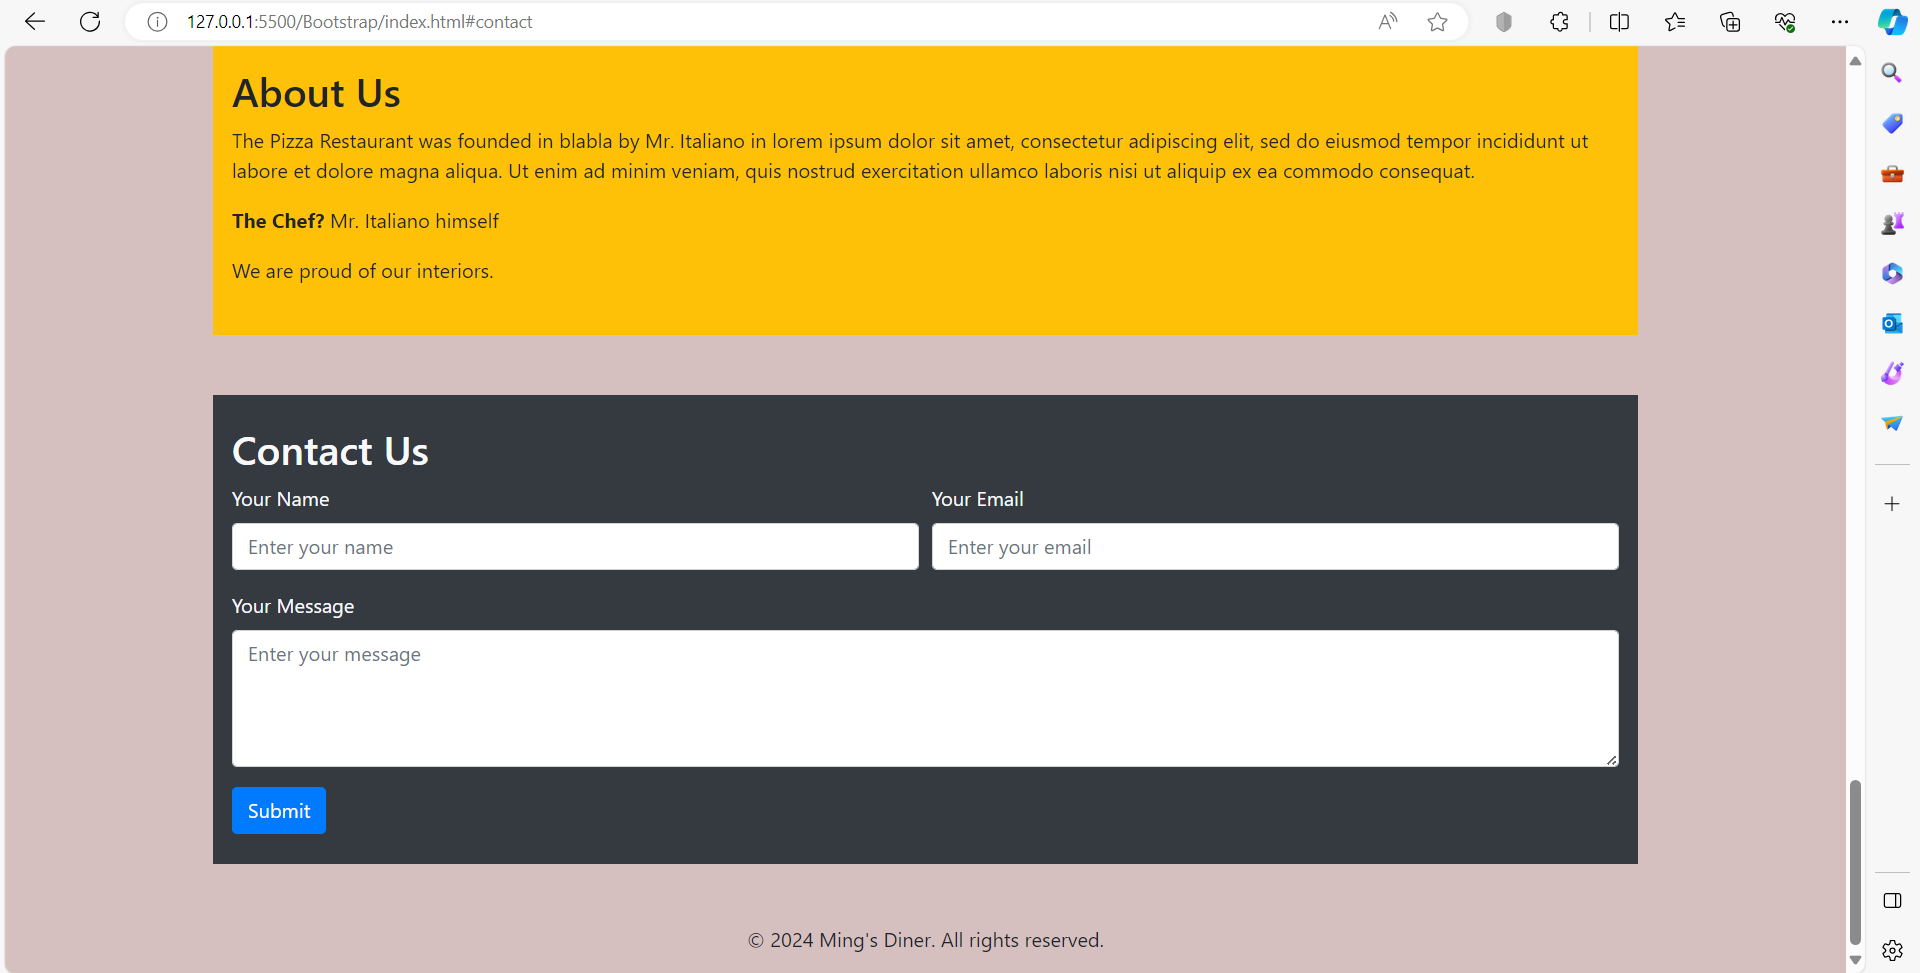 127.0.0.1:5500/Bootstrap/index.html#contact
About Us
The Pizza Restaurant was founded in blabla by Mr. Italiano in lorem ipsum dolor sit amet, consectetur adipiscing elit, sed do eiusmod tempor incididunt ut
labore et dolore magna aliqua. Ut enim ad minim veniam, quis nostrud exercitation ullamco laboris nisi ut aliquip ex ea commodo consequat.
The Chef? Mr. Italiano himself
We are proud of our interiors.
Contact Us
Your Name Your Email
Enter your name Enter your email
Your Message
Enter your message
Submit
© 2024 Ming's Diner. All rights reserved.